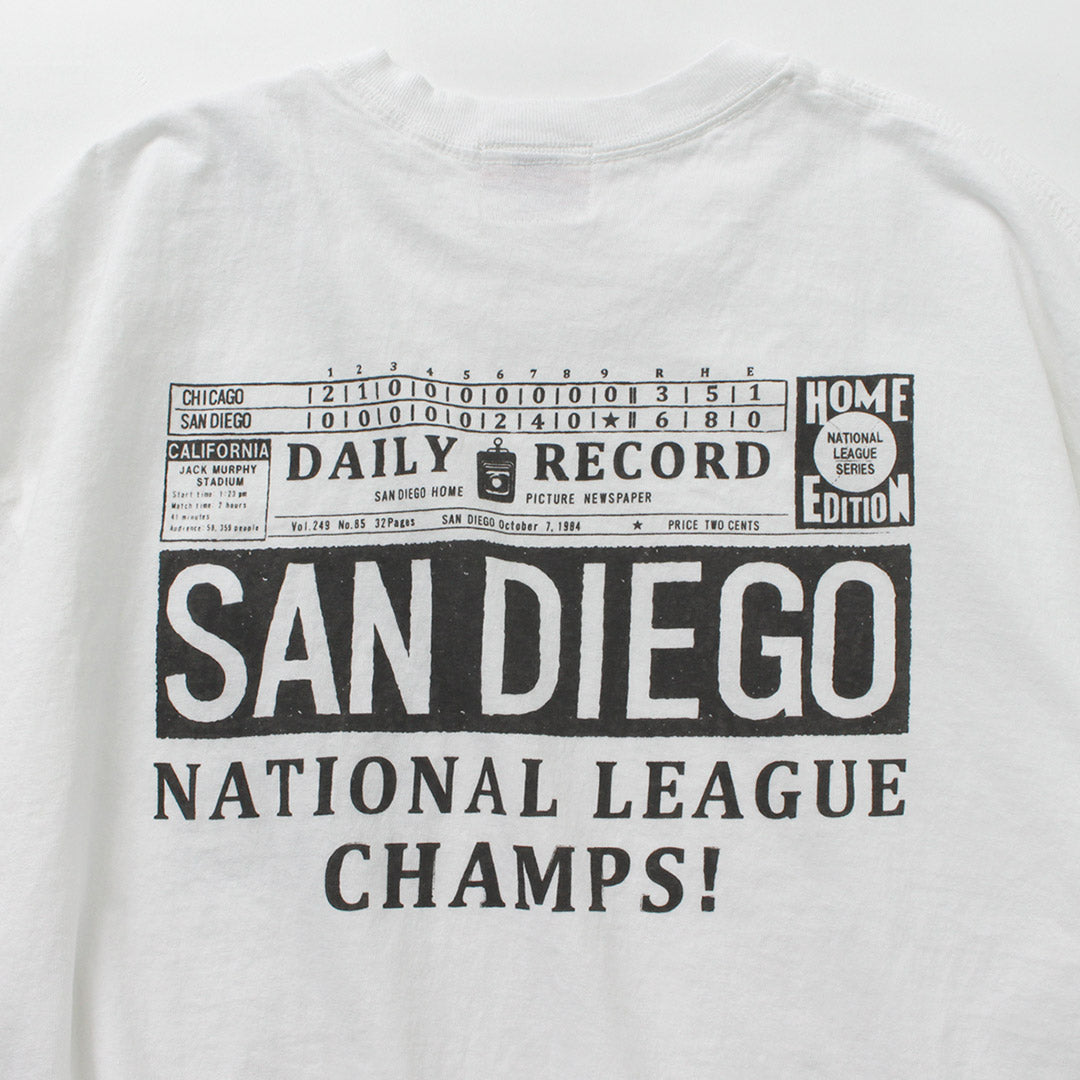 1 2 3 4 5 6 7 8 9 R H E
CHICAGO |2|1|0|0|0|0|0|0|0|| 3|5|1
SAN DIEGO |0|0|0|0|0|2|4|0|★|| 6|8|0
HOME
NATIONAL
LEAGUE
SERIES
EDITION
CALIFORNIA
JACK MURPHY
STADIUM
Start time 1:23 pm
Match time 2 hours
41 minutes
Audience: 58,359 people
DAILY RECORD
SAN DIEGO HOME PICTURE NEWSPAPER
Vol.249 No.85 32Pages SAN DIEGO October 7, 1984 ★ PRICE TWO CENTS
SAN DIEGO
NATIONAL LEAGUE
CHAMPS!